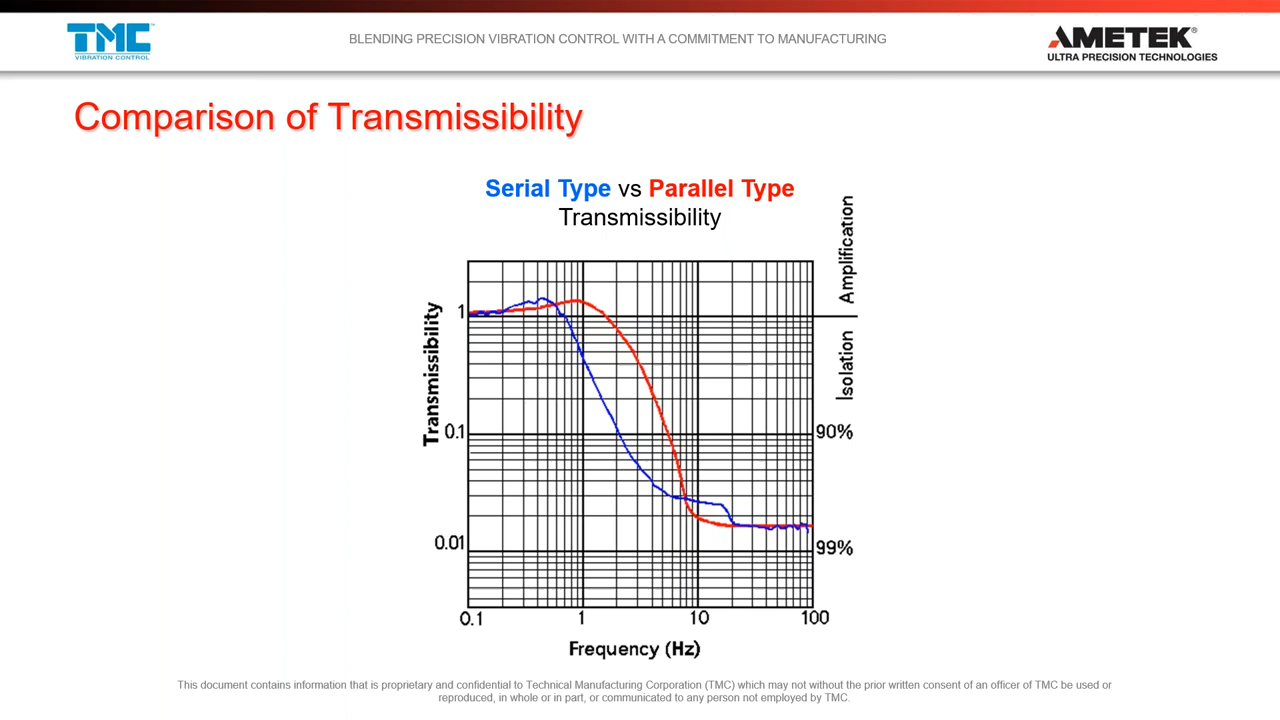 TMC
VIBRATION CONTROL
BLENDING PRECISION VIBRATION CONTROL WITH A COMMITMENT TO MANUFACTURING
AMETEK®
ULTRA PRECISION TECHNOLOGIES
Comparison of Transmissibility
Serial Type vs Parallel Type
Transmissibility
Amplification
Isolation
Transmissibility
1
0.1
0.01
90%
99%
0.1
1
10
100
Frequency (Hz)
This document contains information that is proprietary and confidential to Technical Manufacturing Corporation (TMC) which may not without the prior written consent of an officer of TMC be used or
reproduced, in whole or in part, or communicated to any person not employed by TMC.